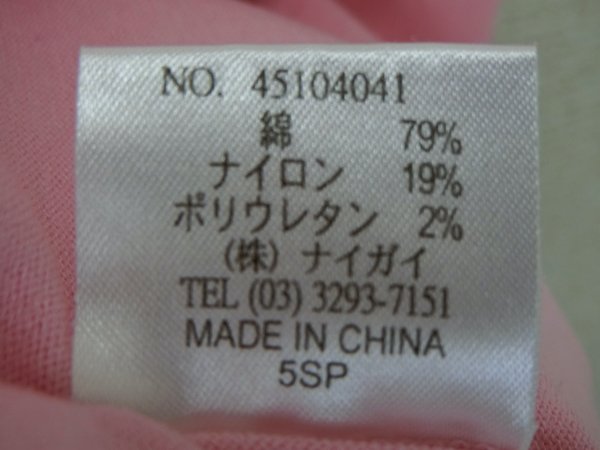 NO. 45104041
綿 79%
ナイロン 19%
ポリウレタン 2%
(株) ナイガイ
TEL (03) 3293-7151
MADE IN CHINA
5SP